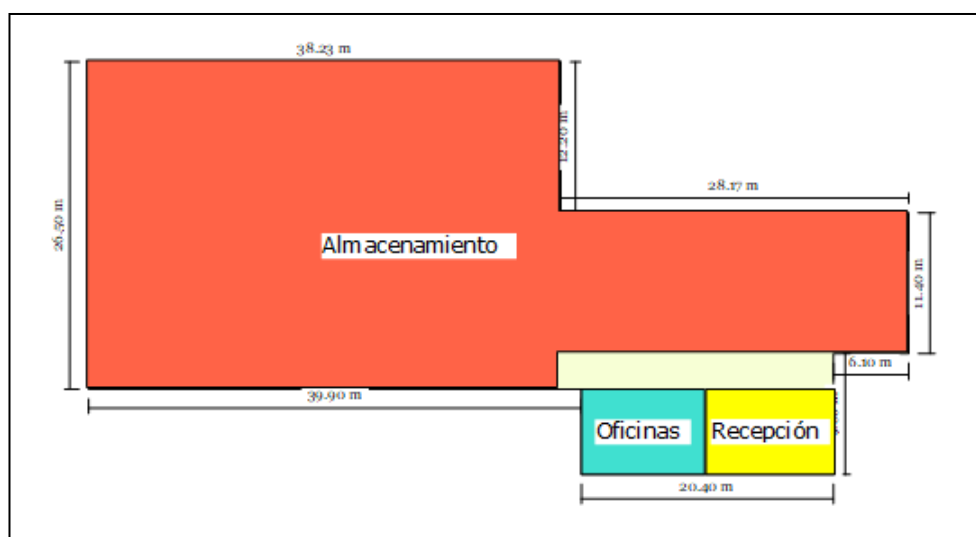 38.23 m
12.20 m
28.17 m
26.50 m
Almacenamiento
11.40 m
6.10 m
39.90 m
Oficinas
Recepción
20.40 m